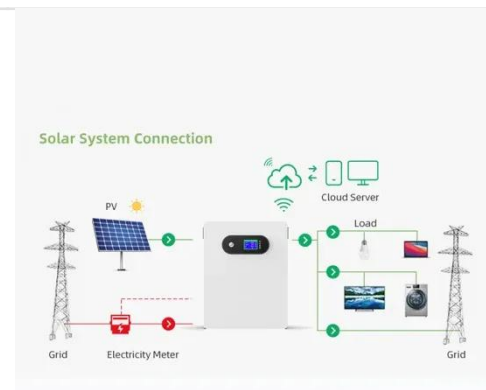 Solar System Connection
Cloud Server
PV
Load
Grid
Electricity Meter
Grid